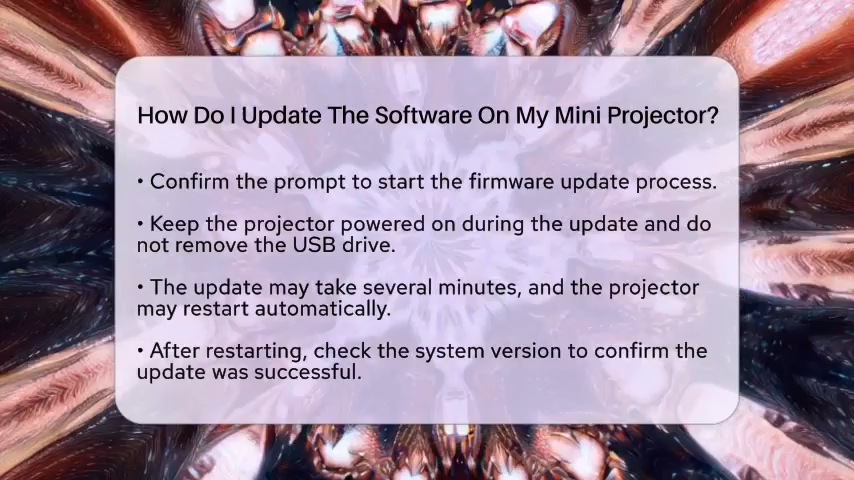 How Do I Update The Software On My Mini Projector?
• Confirm the prompt to start the firmware update process.
• Keep the projector powered on during the update and do
not remove the USB drive.
• The update may take several minutes, and the projector
may restart automatically.
• After restarting, check the system version to confirm the
update was successful.